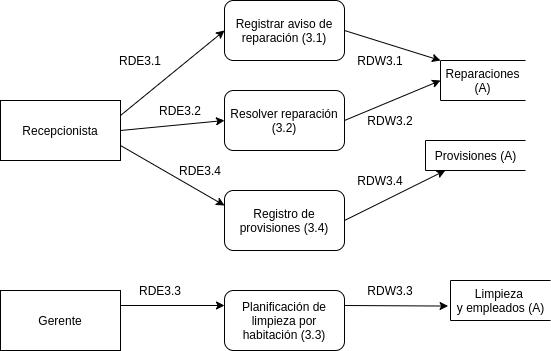 Registrar aviso de
reparación (3.1)
RDE3.1
RDW3.1
Reparaciones
(A)
Recepcionista
RDE3.2
Resolver reparación
(3.2)
RDW3.2
Provisiones (A)
RDE3.4
RDW3.4
Registro de
provisiones (3.4)
Gerente
RDE3.3
Planificación de
limpieza por
habitación (3.3)
RDW3.3
Limpieza
y empleados (A)